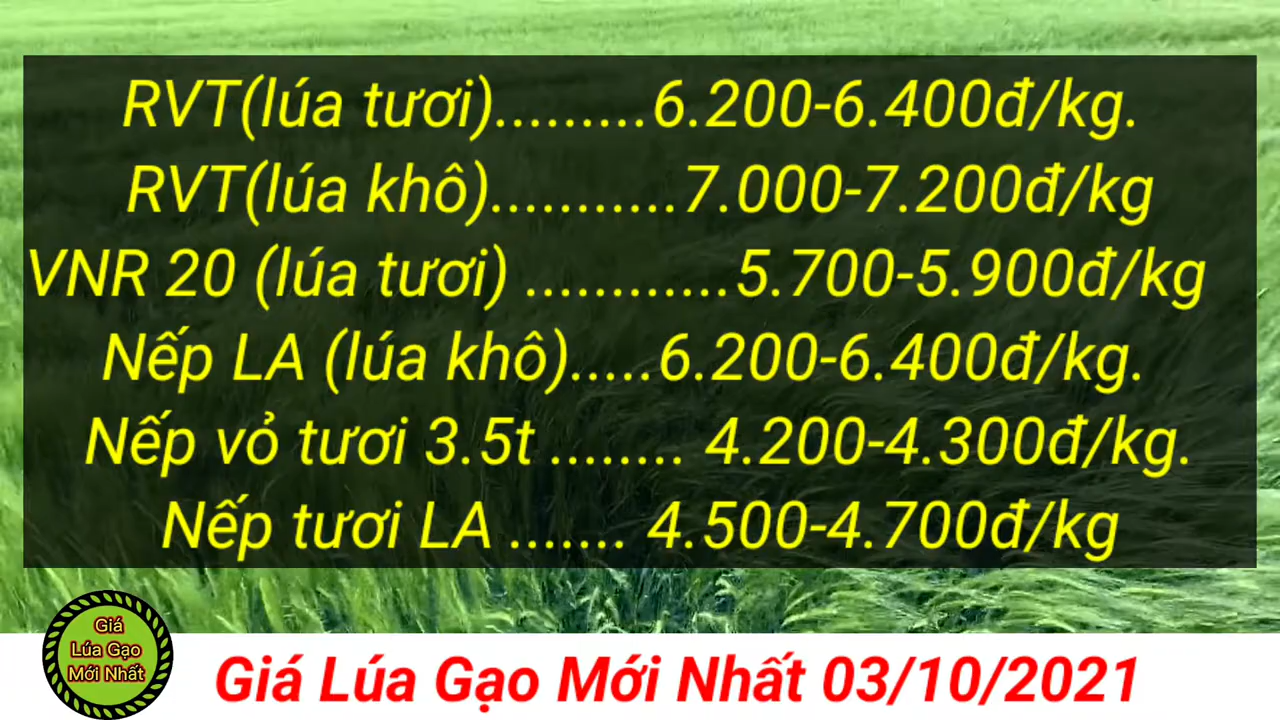 RVT(lúa tươi).........6.200-6.400đ/kg.
RVT(lúa khô)...........7.000-7.200đ/kg
VNR 20 (lúa tươi) ............5.700-5.900đ/kg
Nếp LA (lúa khô).....6.200-6.400đ/kg.
Nếp vỏ tươi 3.5t ........ 4.200-4.300đ/kg.
Nếp tươi LA ....... 4.500-4.700đ/kg
Giá
Lúa Gạo
Mới Nhất
Giá Lúa Gạo Mới Nhất 03/10/2021